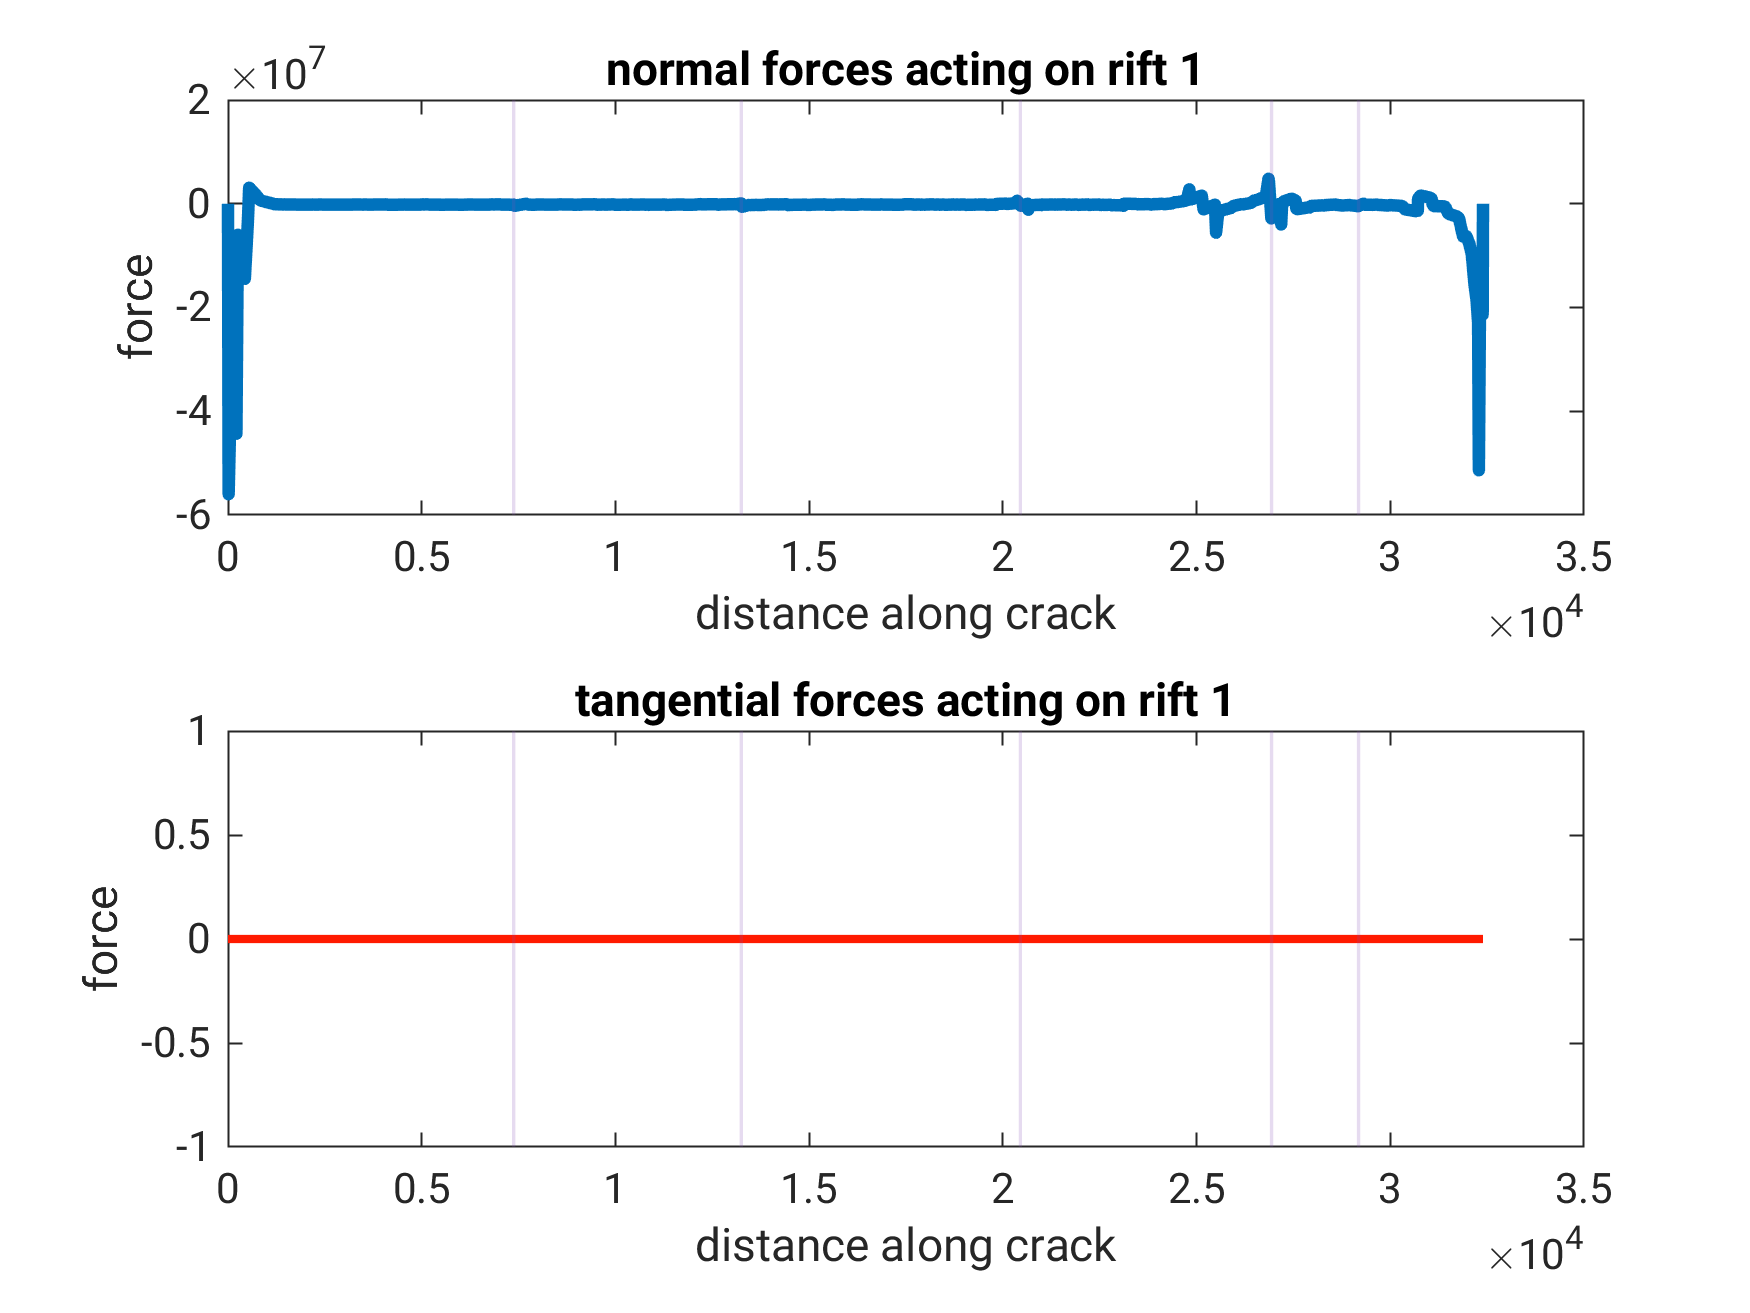 ×10^7
normal forces acting on rift 1
2
0
-2
-4
-6
force
0 0.5 1 1.5 2 2.5 3 3.5
distance along crack
×10^4
tangential forces acting on rift 1
1
0.5
0
-0.5
-1
force
0 0.5 1 1.5 2 2.5 3 3.5
distance along crack
×10^4